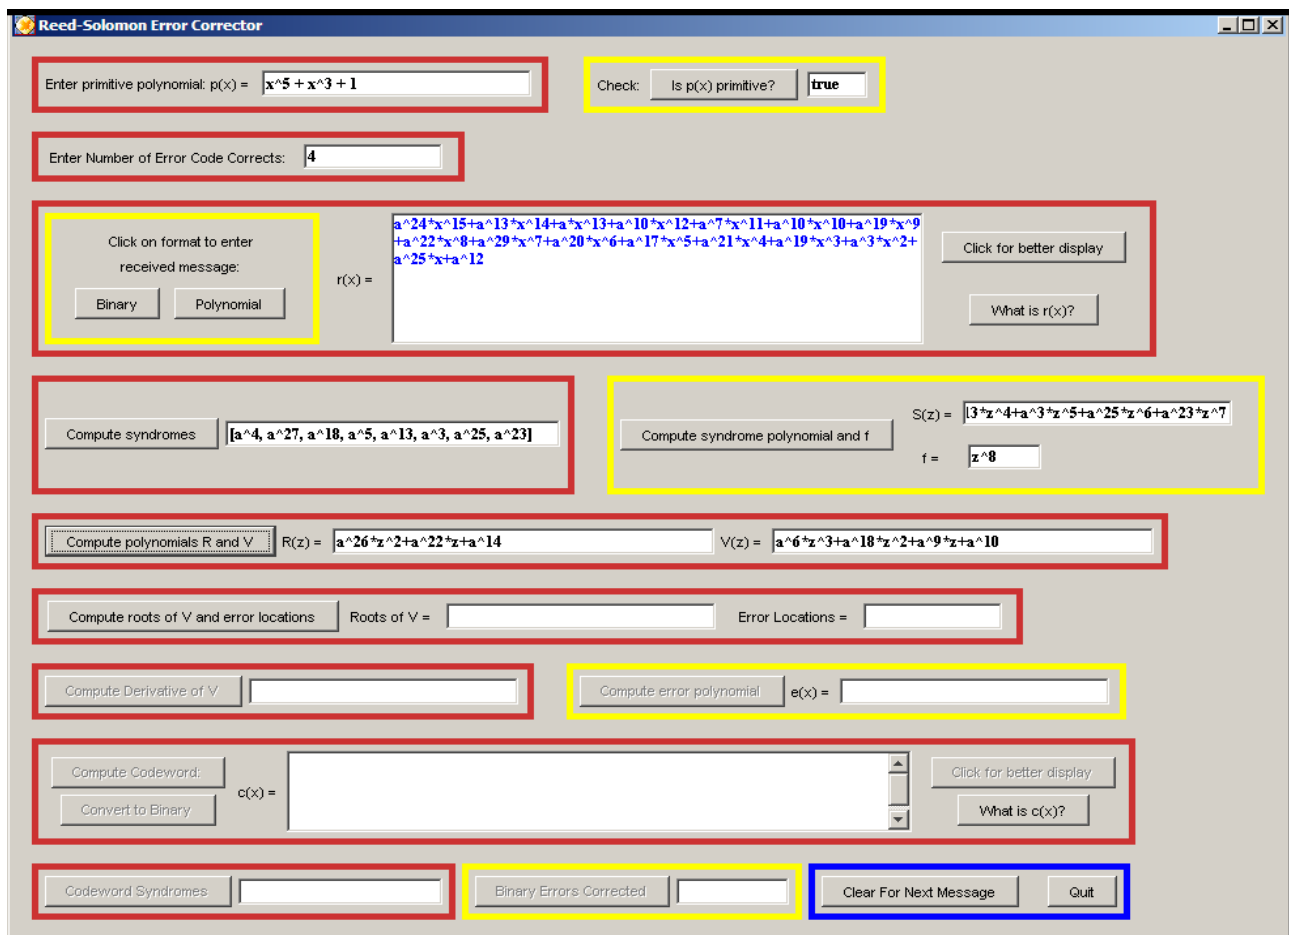 Reed-Solomon Error Corrector
Enter primitive polynomial: p(x) = x^5 + x^3 + 1
Check: Is p(x) primitive? true
Enter Number of Error Code Corrects: 4
Click on format to enter
received message:
Binary Polynomial
r(x) =
a^24*x^15+a^13*x^14+a*x^13+a^10*x^12+a^7*x^11+a^10*x^10+a^19*x^9
+a^22*x^8+a^29*x^7+a^20*x^6+a^17*x^5+a^21*x^4+a^19*x^3+a^3*x^2+
a^25*x+a^12
Click for better display
What is r(x)?
Compute syndromes [a^4, a^27, a^18, a^5, a^13, a^3, a^25, a^23]
Compute syndrome polynomial and f
S(z) = 13*z^4+a^3*z^5+a^25*z^6+a^23*z^7
f = z^8
Compute polynomials R and V R(z) = a^26*z^2+a^22*z+a^14 V(z) = a^6*z^3+a^18*z^2+a^9*z+a^10
Compute roots of V and error locations Roots of V = Error Locations =
Compute Derivative of V
Compute error polynomial e(x) =
Compute Codeword:
Convert to Binary
c(x) =
Click for better display
What is c(x)?
Codeword Syndromes
Binary Errors Corrected
Clear For Next Message Quit